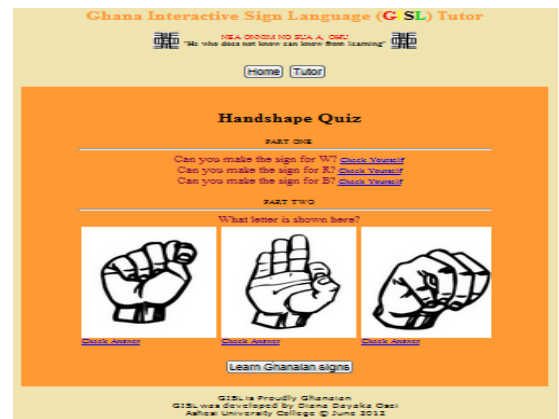 Ghana Interactive Sign Language (GSL) Tutor
NEA ONNIM NO SUA A, OHU
"He who does not know can know from learning"
Home Tutor
Handshape Quiz
PART ONE
Can you make the sign for W? Check Yourself
Can you make the sign for R? Check Yourself
Can you make the sign for B? Check Yourself
PART TWO
What letter is shown here?
Check Answer Check Answer Check Answer
Learn Ghanaian signs
GISL is Proudly Ghanaian
GISL was developed by Diana Dayaka Osei
Ashesi University College © June 2012